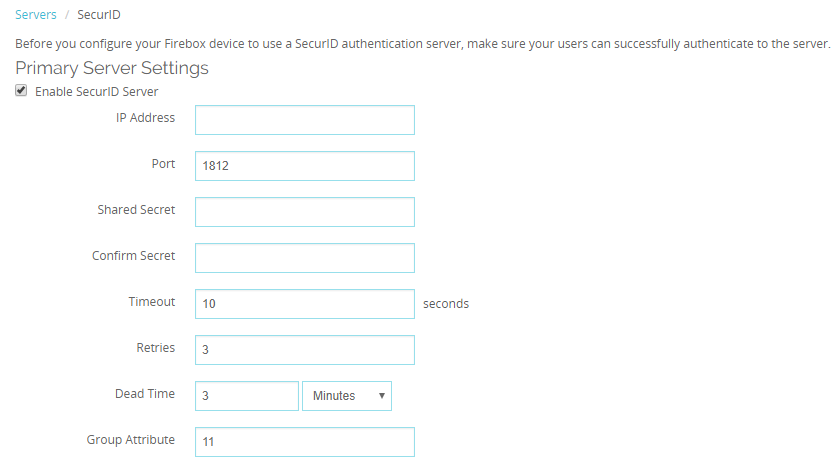 Servers / SecurID
Before you configure your Firebox device to use a SecurID authentication server, make sure your users can successfully authenticate to the server.
Primary Server Settings
Enable SecurID Server
IP Address
Port 1812
Shared Secret
Confirm Secret
Timeout 10 seconds
Retries 3
Dead Time 3 Minutes
Group Attribute 11